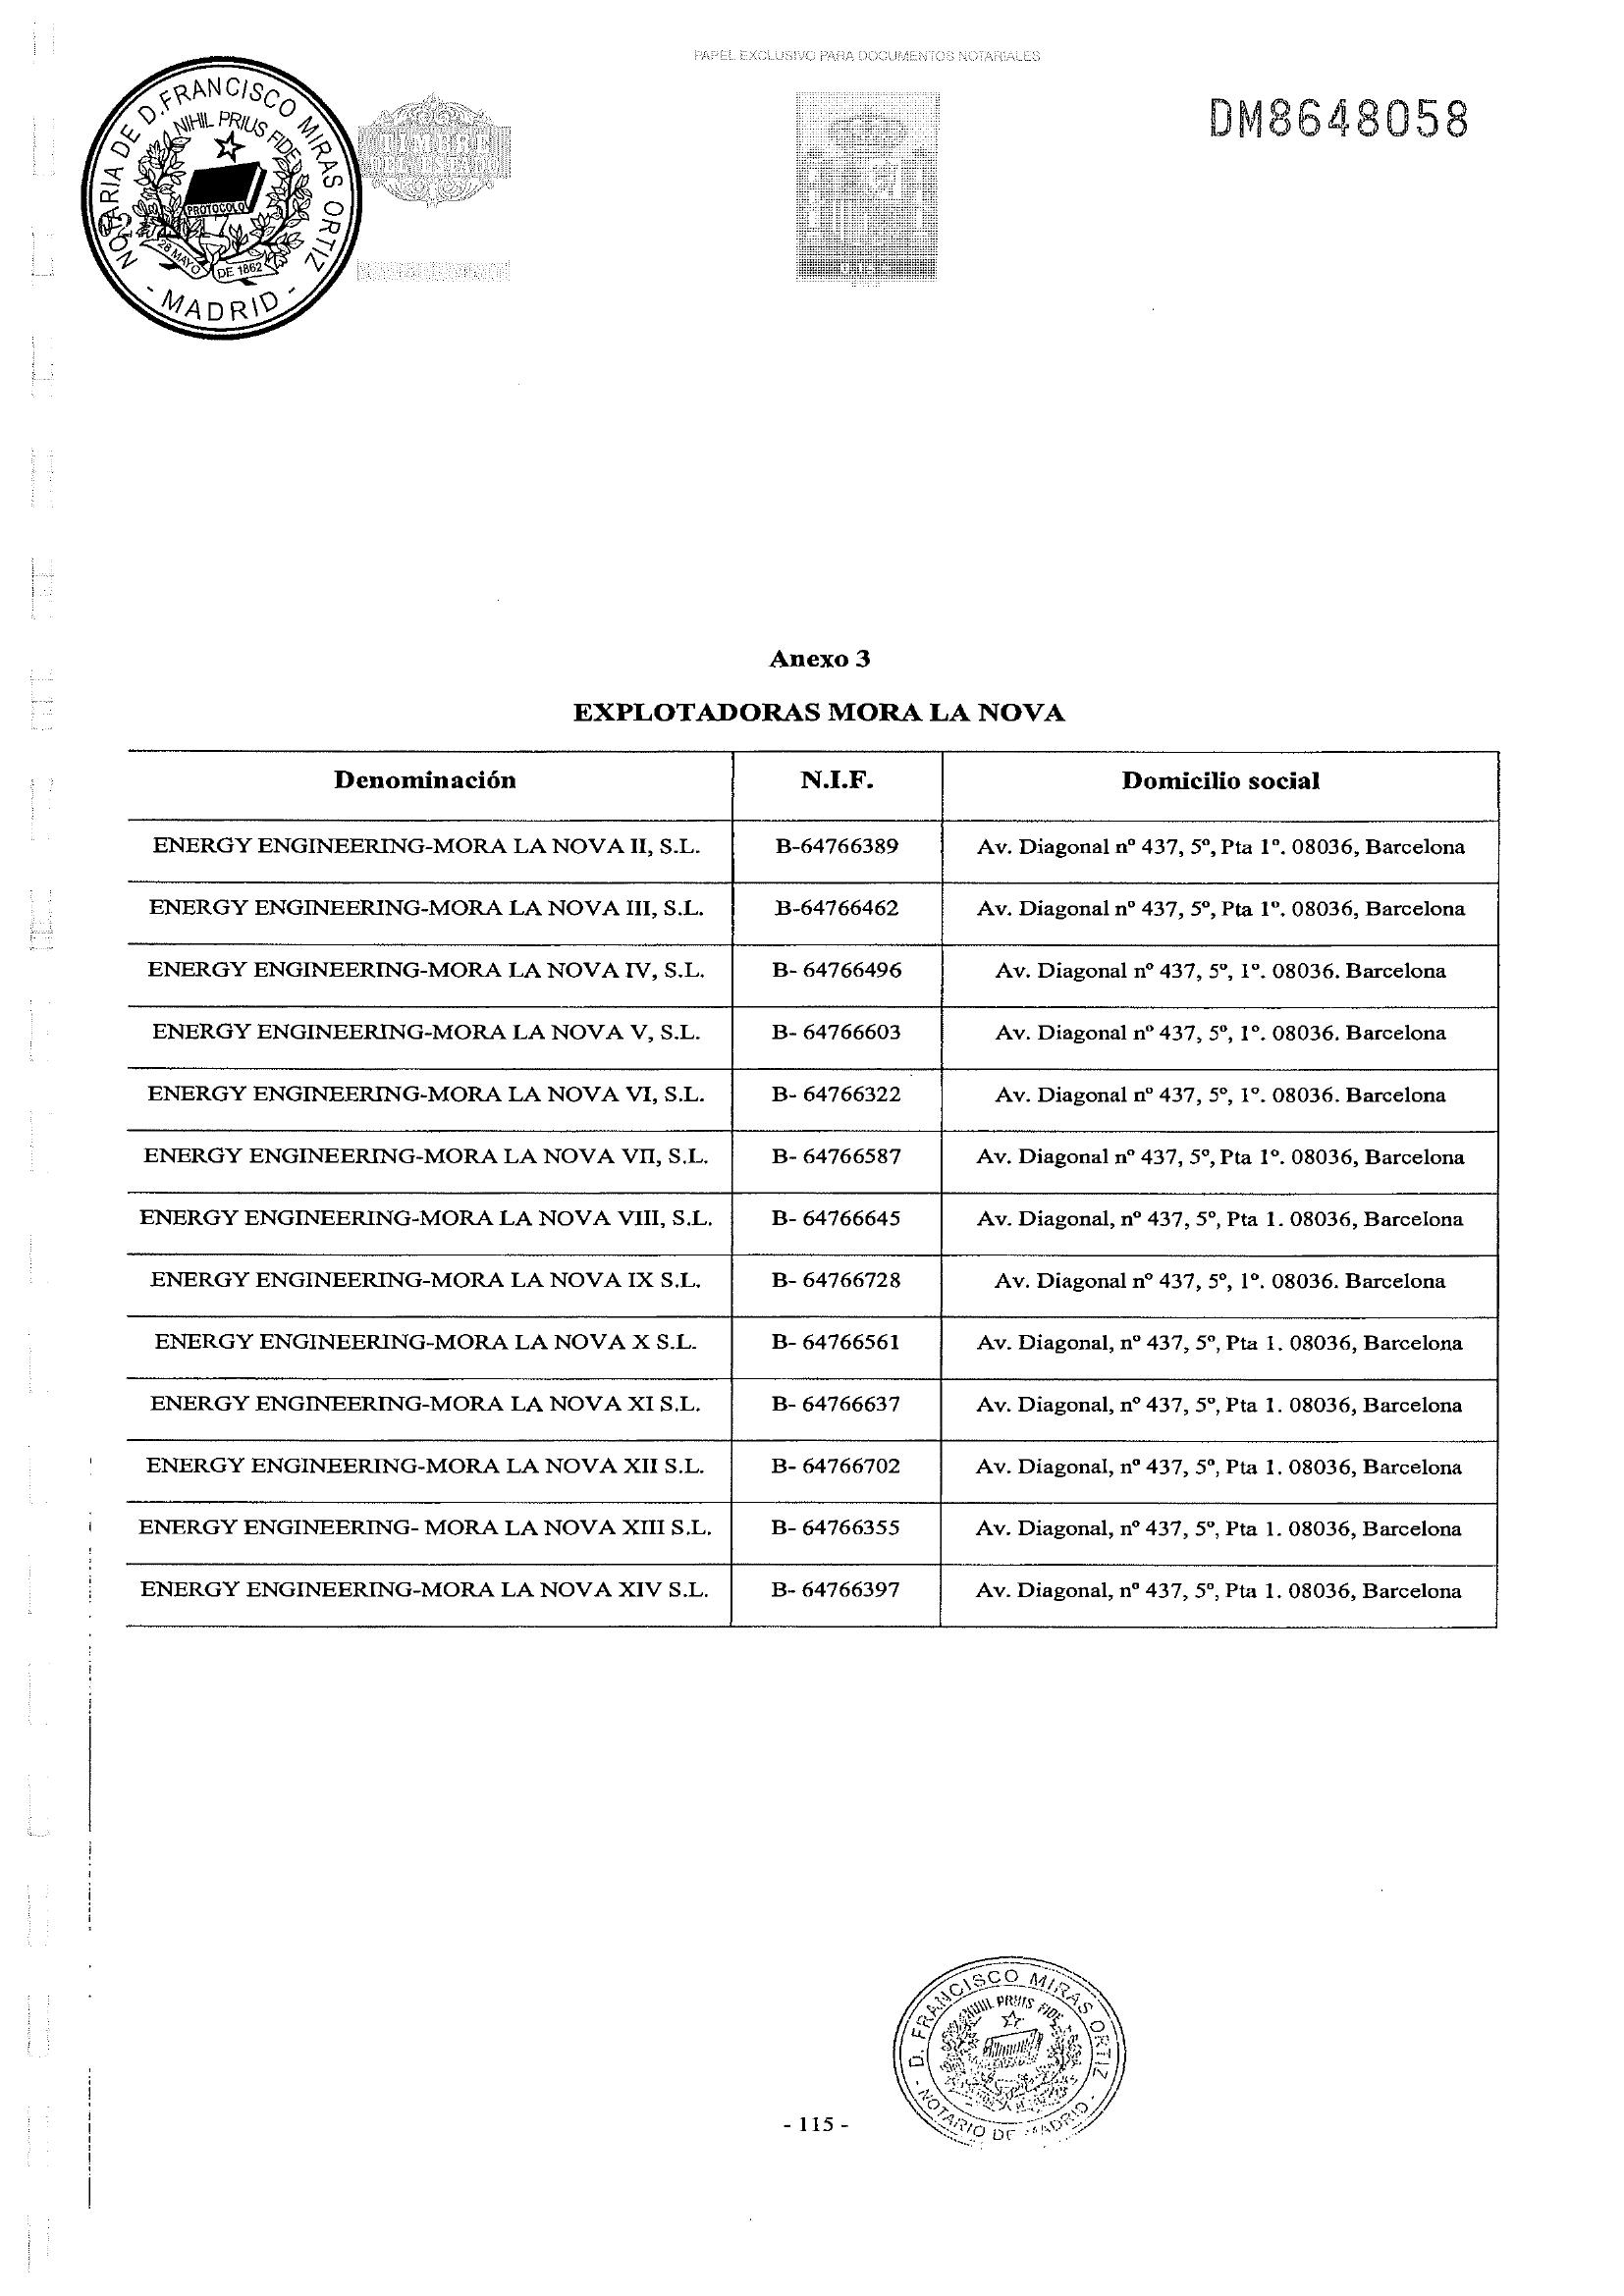 PAPEL EXCLUSIVO PARA DOCUMENTOS NOTARIALES
NOTARIA DE D.FRANCISCO MIRAS ORTIZ
- MADRID -
NIHIL PRIUS FIDE
PROTOCOLO
28 MAYO DE 1862
TIMBRE
DEL ESTADO
DM8648058
Anexo 3
EXPLOTADORAS MORA LA NOVA
Denominación N.I.F. Domicilio social
ENERGY ENGINEERING-MORA LA NOVA II, S.L. B-64766389 Av. Diagonal nº 437, 5º, Pta 1ª. 08036, Barcelona
ENERGY ENGINEERING-MORA LA NOVA III, S.L. B-64766462 Av. Diagonal nº 437, 5º, Pta 1º. 08036, Barcelona
ENERGY ENGINEERING-MORA LA NOVA IV, S.L. B- 64766496 Av. Diagonal nº 437, 5º, 1º. 08036. Barcelona
ENERGY ENGINEERING-MORA LA NOVA V, S.L. B- 64766603 Av. Diagonal nº 437, 5º, 1º. 08036. Barcelona
ENERGY ENGINEERING-MORA LA NOVA VI, S.L. B- 64766322 Av. Diagonal nº 437, 5º, 1º. 08036. Barcelona
ENERGY ENGINEERING-MORA LA NOVA VII, S.L. B- 64766587 Av. Diagonal nº 437, 5º, Pta 1º. 08036, Barcelona
ENERGY ENGINEERING-MORA LA NOVA VIII, S.L. B- 64766645 Av. Diagonal, nº 437, 5º, Pta 1. 08036, Barcelona
ENERGY ENGINEERING-MORA LA NOVA IX S.L. B- 64766728 Av. Diagonal nº 437, 5º, 1º. 08036. Barcelona
ENERGY ENGINEERING-MORA LA NOVA X S.L. B- 64766561 Av. Diagonal, nº 437, 5º, Pta 1. 08036, Barcelona
ENERGY ENGINEERING-MORA LA NOVA XI S.L. B- 64766637 Av. Diagonal, nº 437, 5º, Pta 1. 08036, Barcelona
ENERGY ENGINEERING-MORA LA NOVA XII S.L. B- 64766702 Av. Diagonal, nº 437, 5º, Pta 1. 08036, Barcelona
ENERGY ENGINEERING- MORA LA NOVA XIII S.L. B- 64766355 Av. Diagonal, nº 437, 5º, Pta 1. 08036, Barcelona
ENERGY ENGINEERING-MORA LA NOVA XIV S.L. B- 64766397 Av. Diagonal, nº 437, 5º, Pta 1. 08036, Barcelona
D. FRANCISCO MIRAS ORTIZ
- NOTARIO DE MADRID -
NIHIL PRIUS FIDE
- 115 -